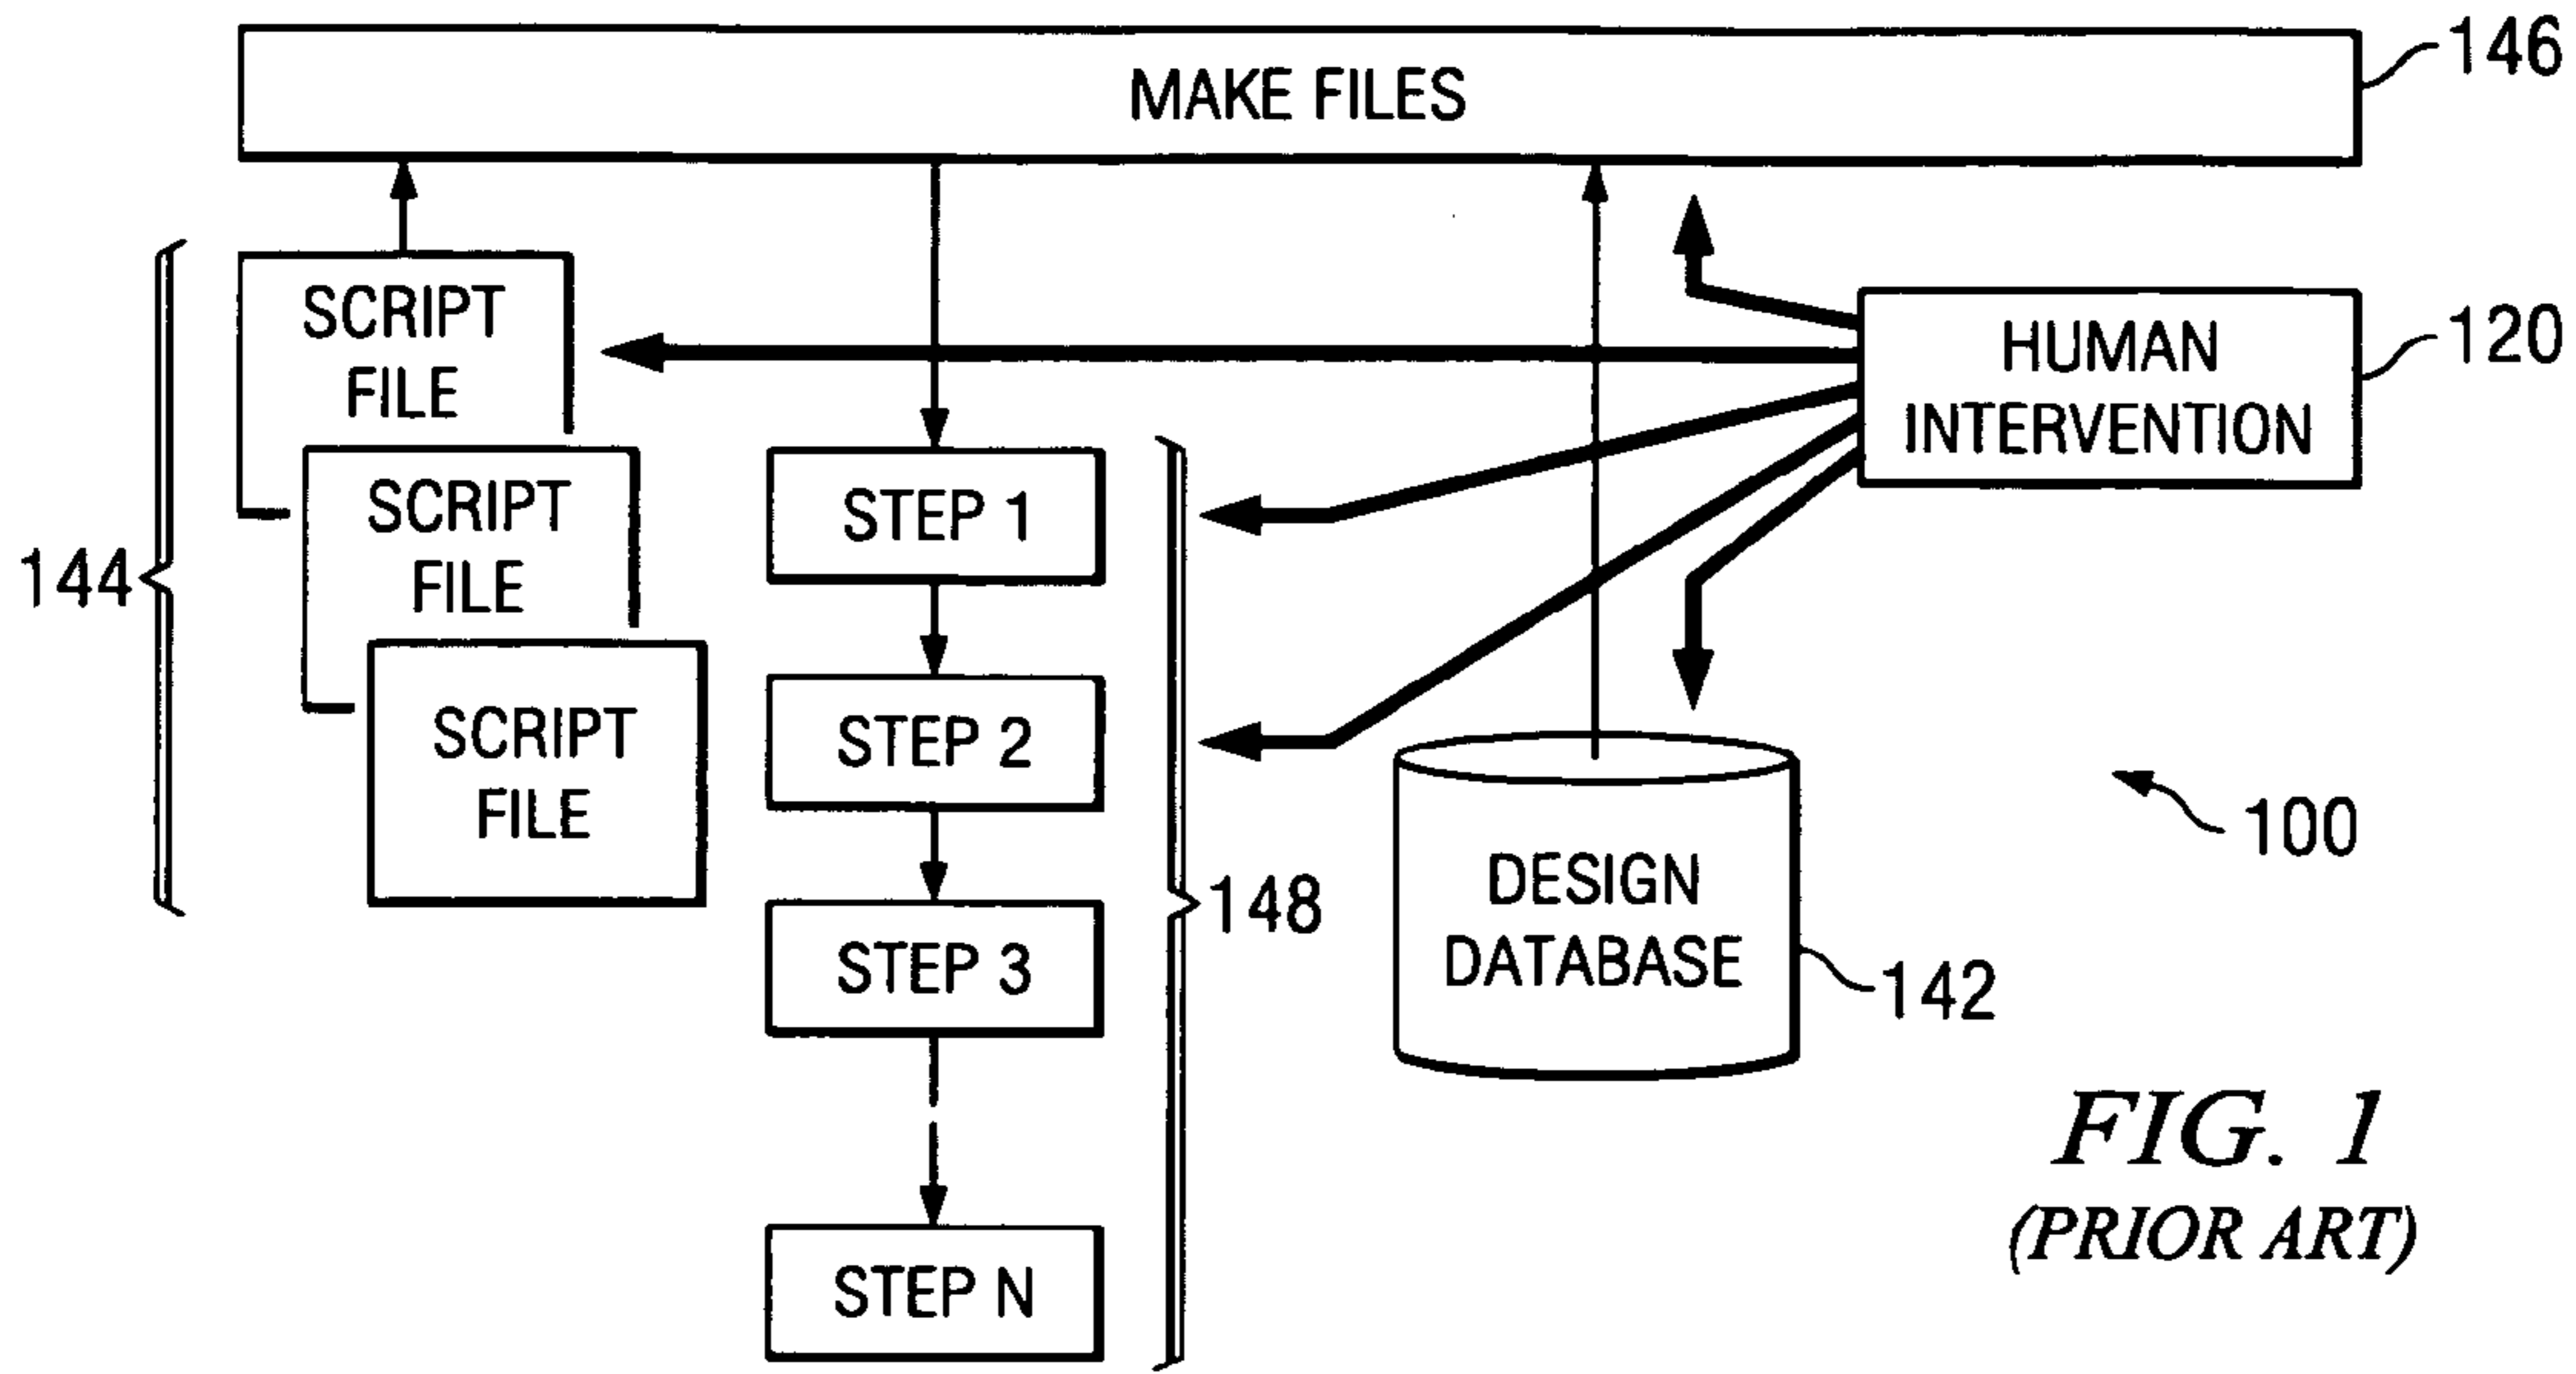 MAKE FILES
146
SCRIPT
FILE
SCRIPT
FILE
SCRIPT
FILE
144
STEP 1
STEP 2
STEP 3
STEP N
148
HUMAN
INTERVENTION
120
DESIGN
DATABASE
142
100
FIG. 1
(PRIOR ART)